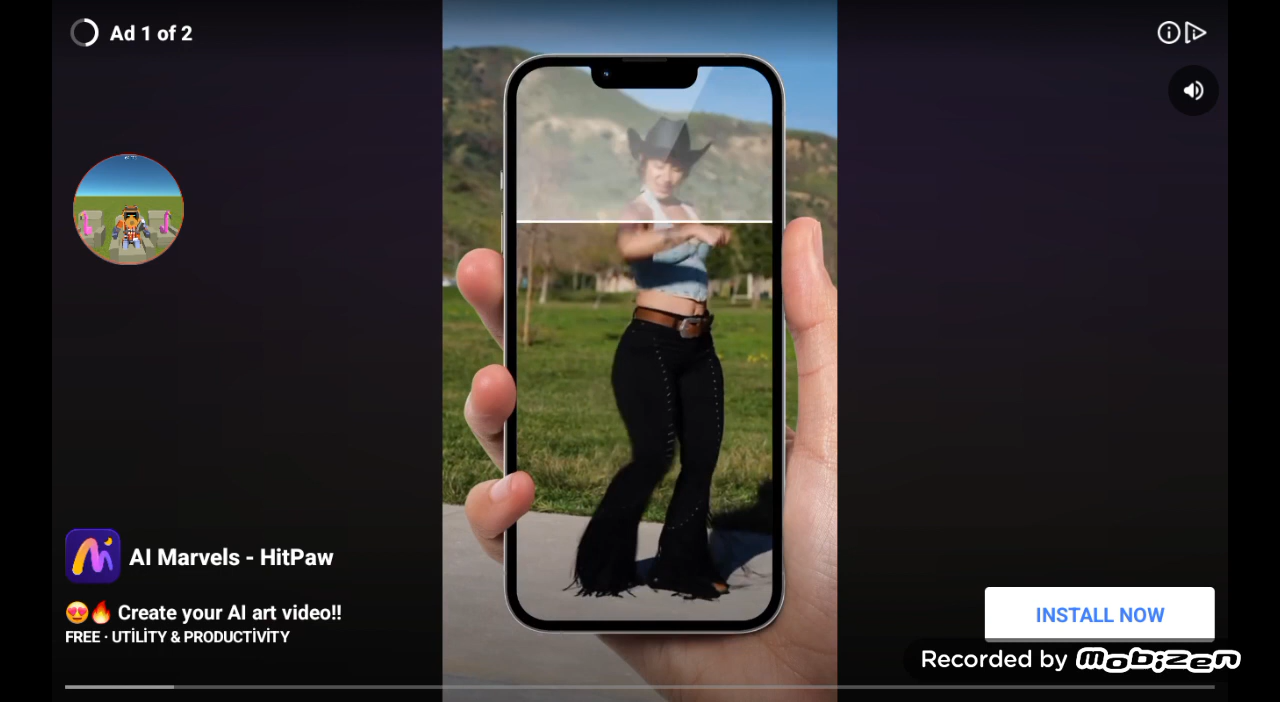 Ad 1 of 2
AI Marvels - HitPaw
😍🔥 Create your AI art video!!
FREE · UTİLİTY & PRODUCTİVİTY
INSTALL NOW
Recorded by mobizen